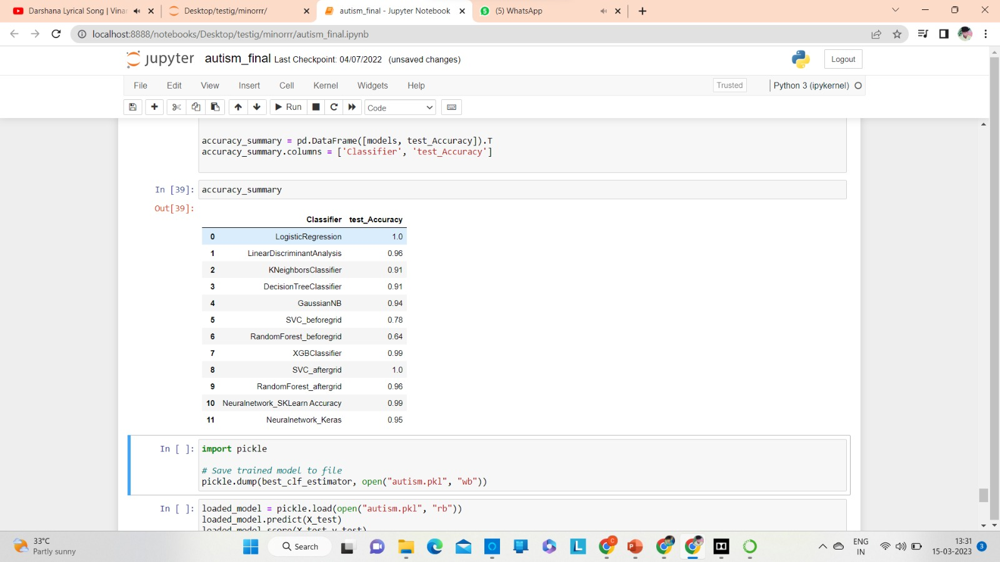 Darshana Lyrical Song | Vinar
Desktop/testig/minorrr/
autism_final - Jupyter Notebook
(5) WhatsApp
localhost:8888/notebooks/Desktop/testig/minorrr/autism_final.ipynb
jupyter autism_final Last Checkpoint: 04/07/2022 (unsaved changes)
Logout
File Edit View Insert Cell Kernel Widgets Help
Trusted
Python 3 (ipykernel)
Run
Code
accuracy_summary = pd.DataFrame([models, test_Accuracy]).T
accuracy_summary.columns = ['Classifier', 'test_Accuracy']
In [39]: accuracy_summary
Out[39]:
Classifier test_Accuracy
0 LogisticRegression 1.0
1 LinearDiscriminantAnalysis 0.96
2 KNeighborsClassifier 0.91
3 DecisionTreeClassifier 0.91
4 GaussianNB 0.94
5 SVC_beforegrid 0.78
6 RandomForest_beforegrid 0.64
7 XGBClassifier 0.99
8 SVC_aftergrid 1.0
9 RandomForest_aftergrid 0.96
10 Neuralnetwork_SKLearn Accuracy 0.99
11 Neuralnetwork_Keras 0.95
In [ ]: import pickle
# Save trained model to file
pickle.dump(best_clf_estimator, open("autism.pkl", "wb"))
In [ ]: loaded_model = pickle.load(open("autism.pkl", "rb"))
loaded_model.predict(X_test)
loaded_model.score(X_test,y_test)
33°C
Partly sunny
Search
ENG
IN
13:31
15-03-2023
3